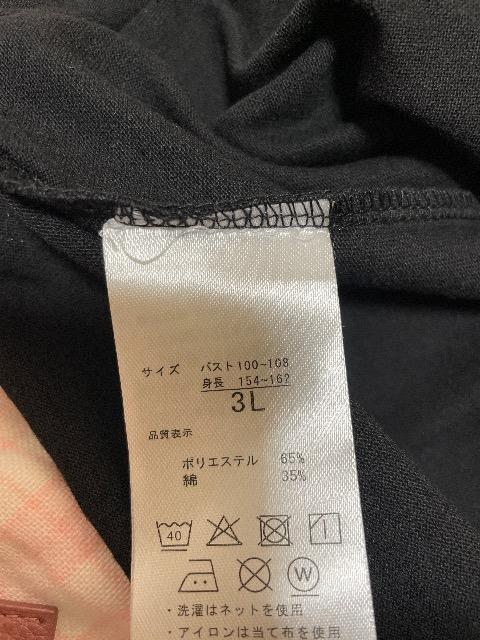 サイズ バスト100~108
身長 154~162
3L
品質表示
ポリエステル 65%
綿 35%
40
W
・洗濯はネットを使用
・アイロンは当て布を使用